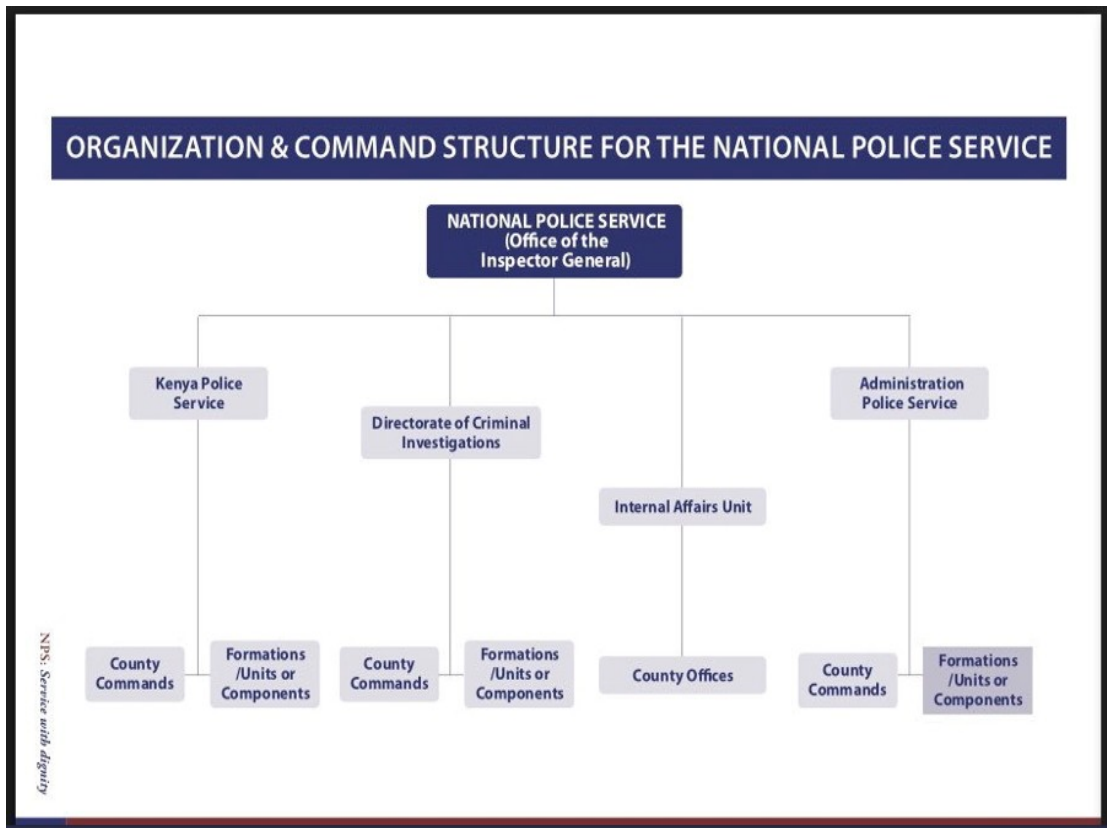 ORGANIZATION & COMMAND STRUCTURE FOR THE NATIONAL POLICE SERVICE
NATIONAL POLICE SERVICE
(Office of the
Inspector General)
Kenya Police
Service
Directorate of Criminal
Investigations
Internal Affairs Unit
Administration
Police Service
County
Commands
Formations
/Units or
Components
County
Commands
Formations
/Units or
Components
County Offices
County
Commands
Formations
/Units or
Components
NPS: Service with dignity